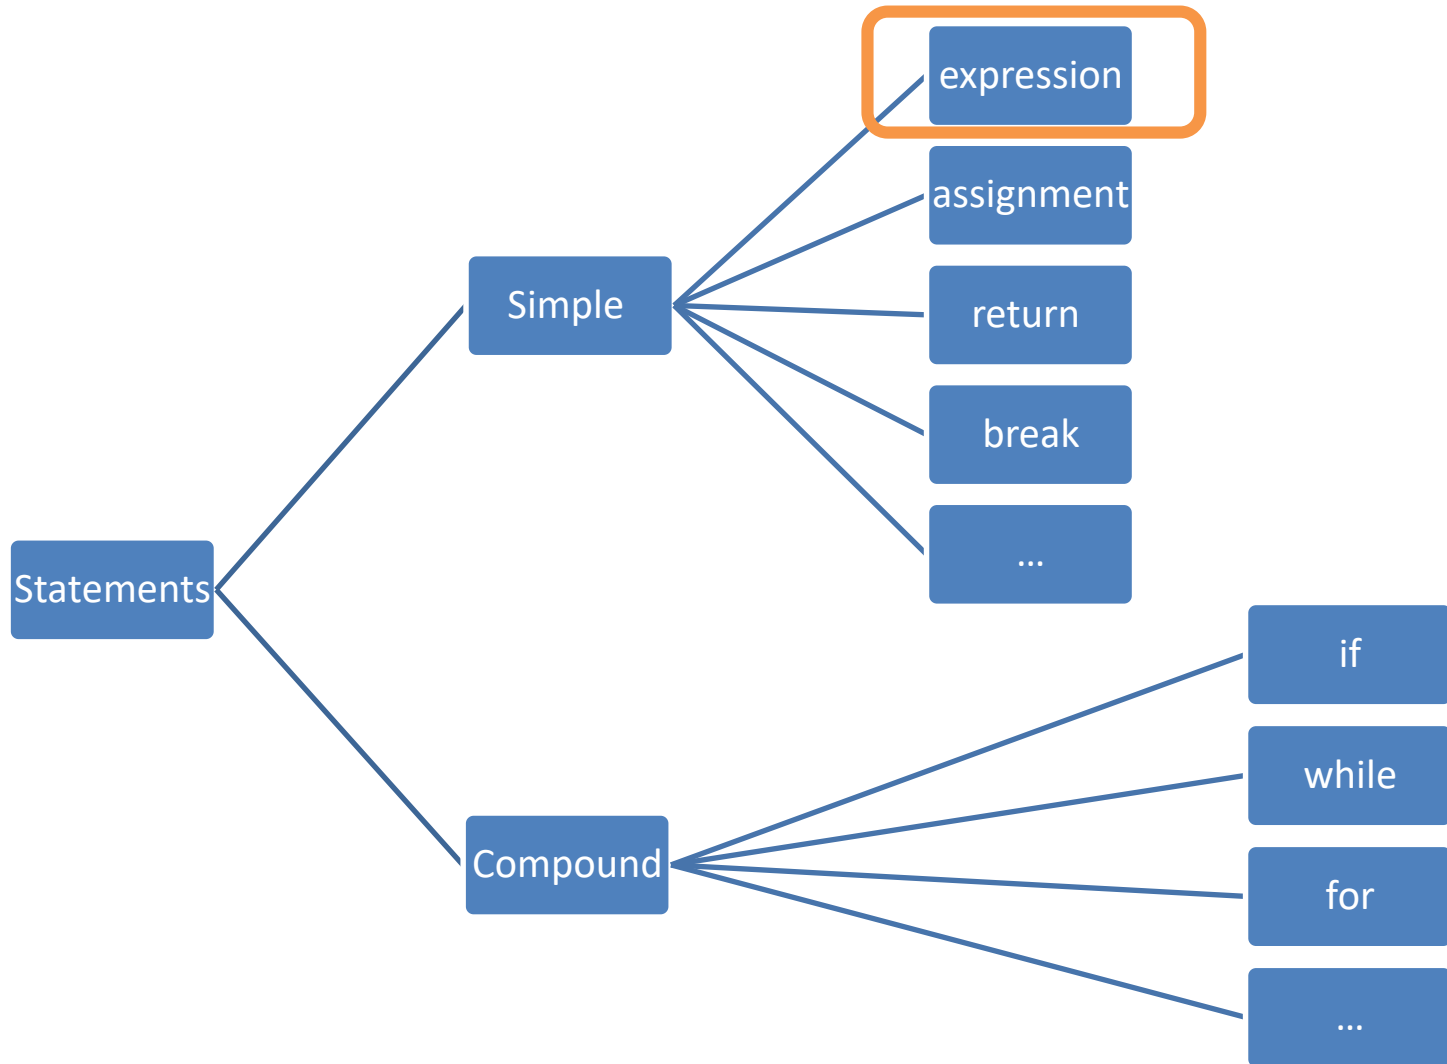 expression
assignment
Simple
return
break
...
Statements
if
while
Compound
for
...